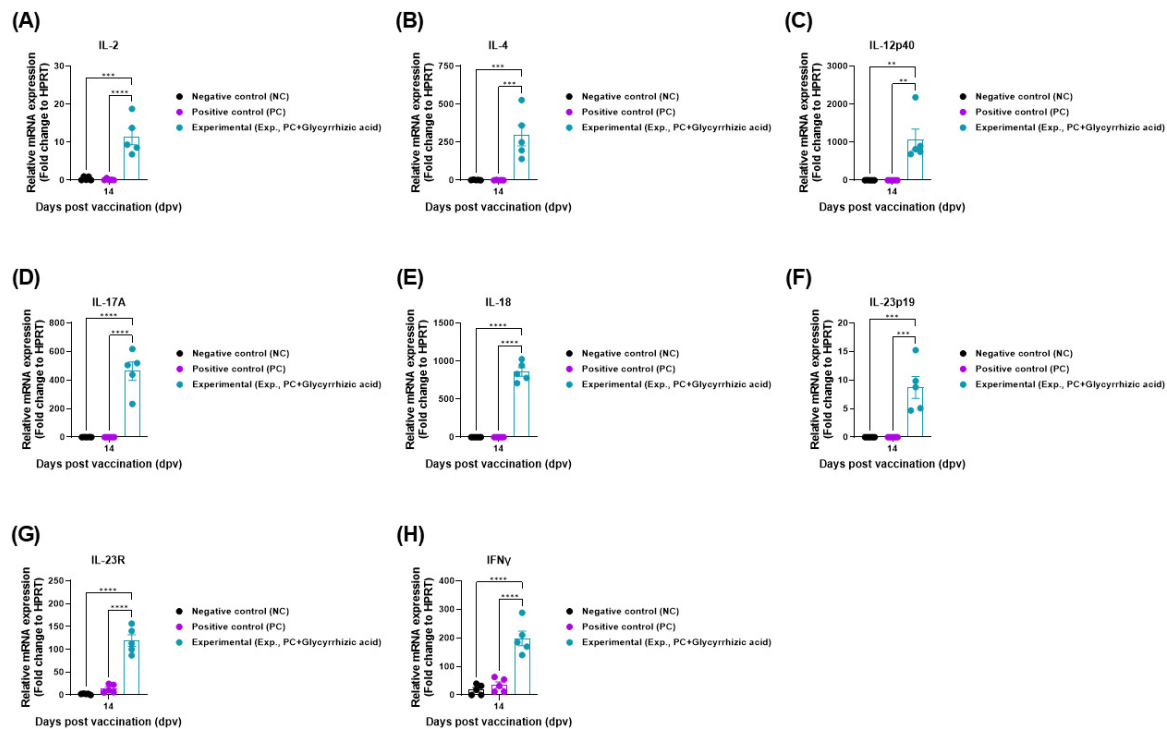 (A)
IL-2
Relative mRNA expression
(Fold change to HPRT)
30
20
10
0
***
****
14
Days post vaccination (dpv)
Negative control (NC)
Positive control (PC)
Experimental (Exp., PC+Glycyrrhizic acid)
(B)
IL-4
Relative mRNA expression
(Fold change to HPRT)
750
500
250
0
***
***
14
Days post vaccination (dpv)
Negative control (NC)
Positive control (PC)
Experimental (Exp., PC+Glycyrrhizic acid)
(C)
IL-12p40
Relative mRNA expression
(Fold change to HPRT)
3000
2000
1000
0
**
**
14
Days post vaccination (dpv)
Negative control (NC)
Positive control (PC)
Experimental (Exp., PC+Glycyrrhizic acid)
(D)
IL-17A
Relative mRNA expression
(Fold change to HPRT)
800
600
400
200
0
****
****
14
Days post vaccination (dpv)
Negative control (NC)
Positive control (PC)
Experimental (Exp., PC+Glycyrrhizic acid)
(E)
IL-18
Relative mRNA expression
(Fold change to HPRT)
1500
1000
500
0
****
****
14
Days post vaccination (dpv)
Negative control (NC)
Positive control (PC)
Experimental (Exp., PC+Glycyrrhizic acid)
(F)
IL-23p19
Relative mRNA expression
(Fold change to HPRT)
20
15
10
5
0
***
***
14
Days post vaccination (dpv)
Negative control (NC)
Positive control (PC)
Experimental (Exp., PC+Glycyrrhizic acid)
(G)
IL-23R
Relative mRNA expression
(Fold change to HPRT)
250
200
150
100
50
0
****
****
14
Days post vaccination (dpv)
Negative control (NC)
Positive control (PC)
Experimental (Exp., PC+Glycyrrhizic acid)
(H)
IFNγ
Relative mRNA expression
(Fold change to HPRT)
400
300
200
100
0
****
****
14
Days post vaccination (dpv)
Negative control (NC)
Positive control (PC)
Experimental (Exp., PC+Glycyrrhizic acid)